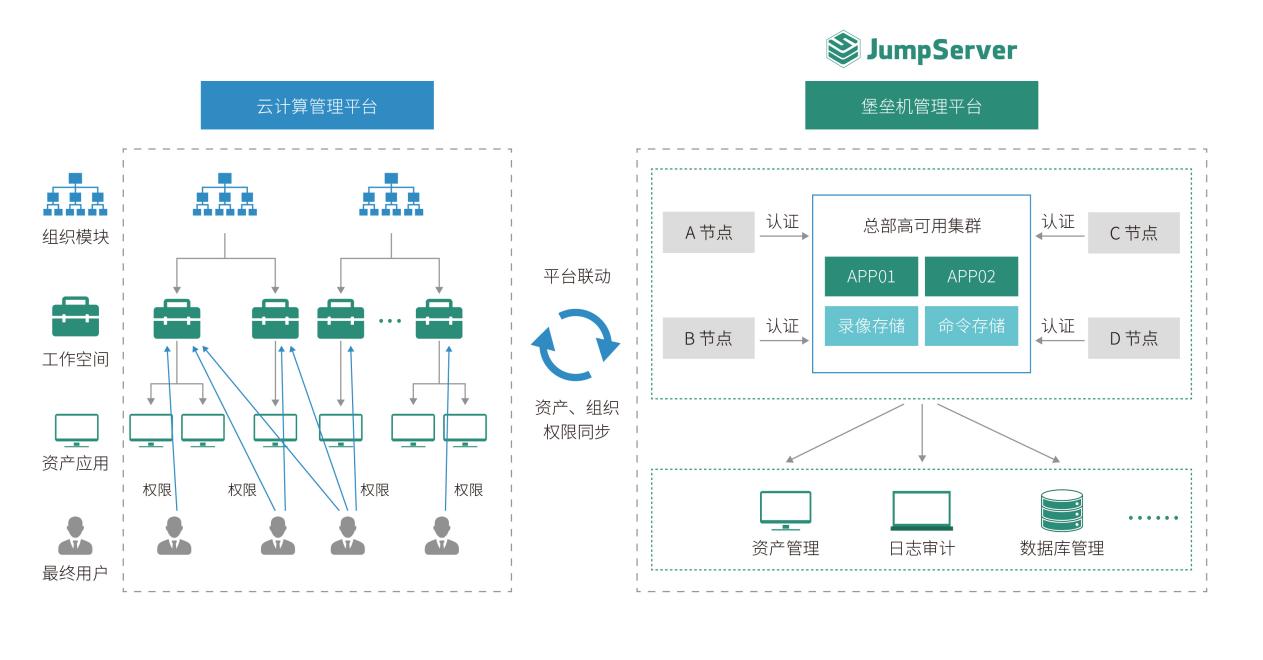 JumpServer
云计算管理平台
堡垒机管理平台
组织模块
工作空间
资产应用
最终用户
权限
权限
权限
权限
平台联动
资产、组织
权限同步
A 节点
认证
B 节点
认证
总部高可用集群
APP01
APP02
录像存储
命令存储
认证
C 节点
认证
D 节点
资产管理
日志审计
数据库管理